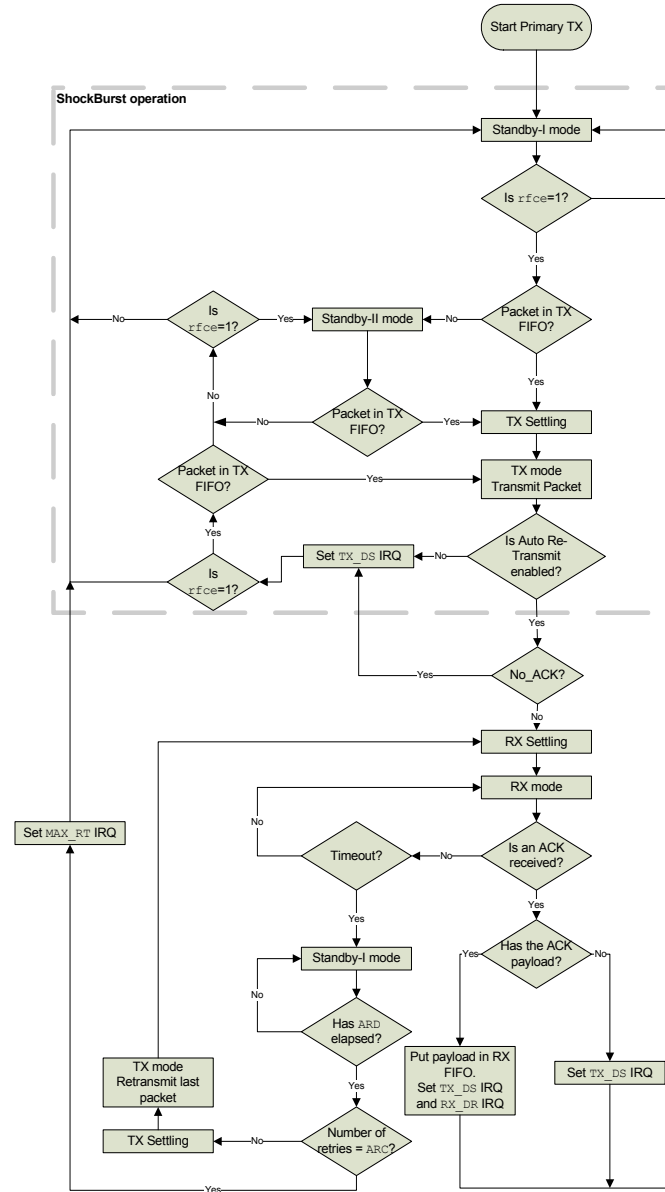 Start Primary TX
ShockBurst operation
Standby-I mode
Is rfce=1?
Yes
Is
rfce=1?
No
Yes
Standby-II mode
No
Packet in TX
FIFO?
Yes
No
No
Packet in TX
FIFO?
Yes
TX Settling
Packet in TX
FIFO?
Yes
TX mode
Transmit Packet
Yes
Is Auto Re-
Transmit
enabled?
No
Set TX_DS IRQ
Is
rfce=1?
Yes
No_ACK?
Yes
No
RX Settling
RX mode
No
Set MAX_RT IRQ
Timeout?
No
Is an ACK
received?
Yes
Yes
Standby-I mode
Has the ACK
payload?
Yes
No
No
Has ARD
elapsed?
Yes
Put payload in RX
FIFO.
Set TX_DS IRQ
and RX_DR IRQ
Set TX_DS IRQ
TX mode
Retransmit last
packet
TX Settling
No
Number of
retries = ARC?
Yes